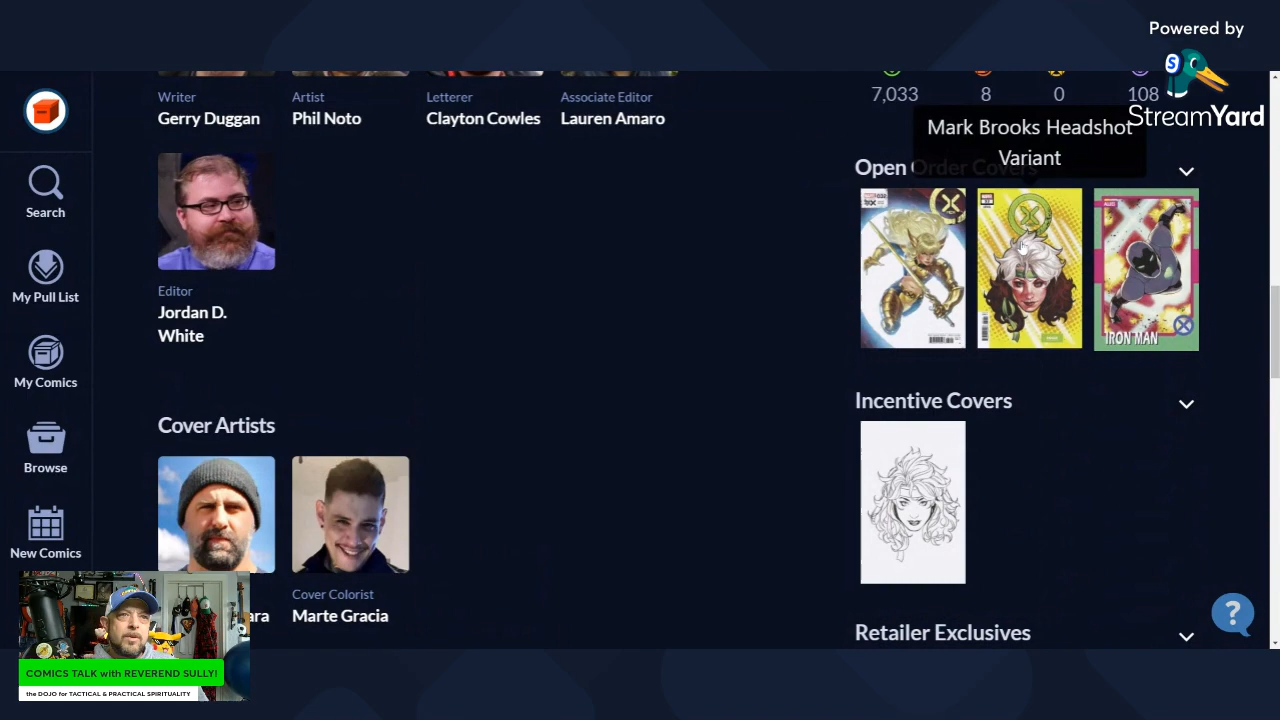 Powered by
S
StreamYard
Search
My Pull List
My Comics
Browse
New Comics
Writer
Gerry Duggan
Artist
Phil Noto
Letterer
Clayton Cowles
Associate Editor
Lauren Amaro
Editor
Jordan D.
White
Cover Artists
ara
Cover Colorist
Marte Gracia
7,033
8
0
108
Mark Brooks Headshot
Variant
Open Order Covers
IRON MAN
Incentive Covers
Retailer Exclusives
?
COMICS TALK with REVEREND SULLY!
the DOJO for TACTICAL & PRACTICAL SPIRITUALITY